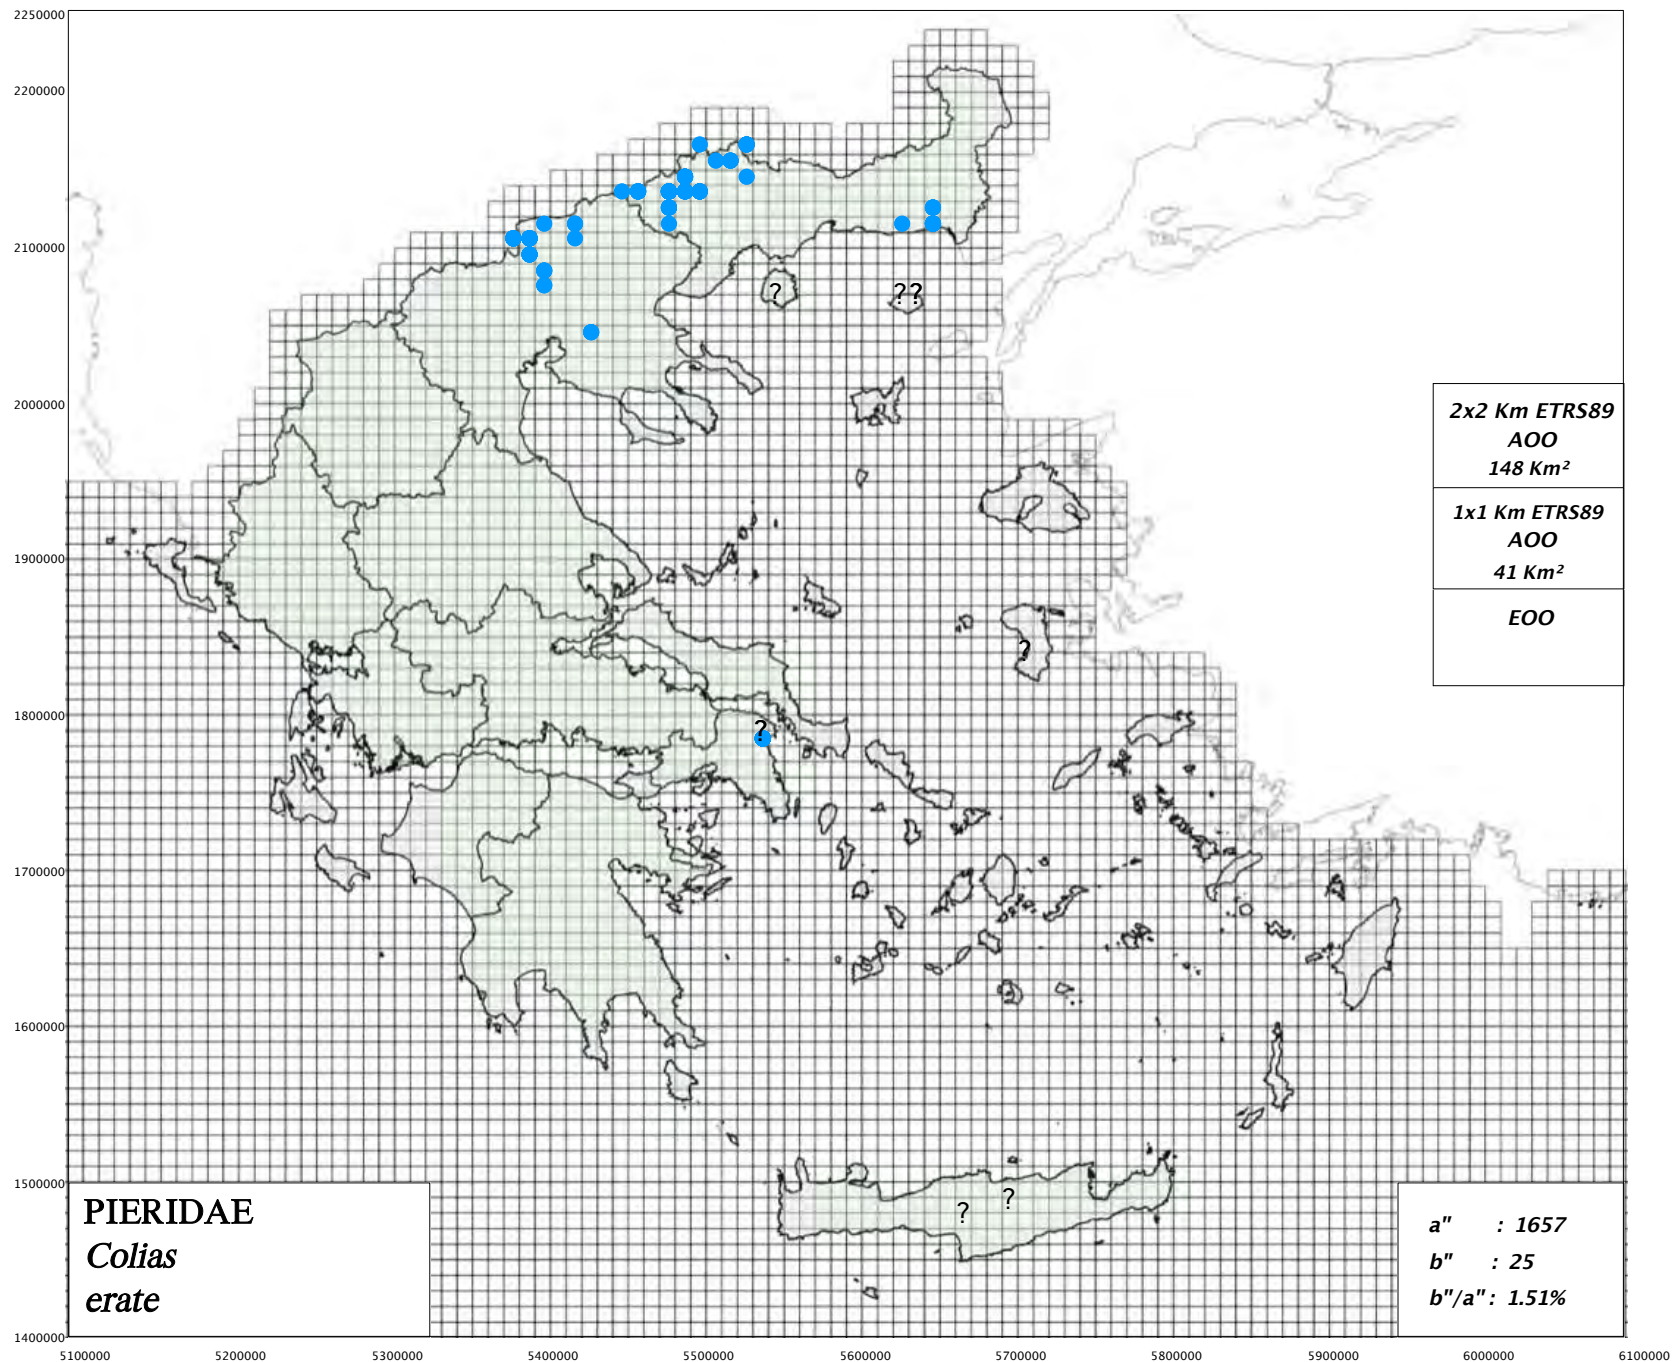 2250000
2200000
2100000
2000000
1900000
1800000
1700000
1600000
1500000
1400000
?
??
?
?
?
?
2x2 Km ETRS89
AOO
148 Km²
1x1 Km ETRS89
AOO
41 Km²
EOO
PIERIDAE
Colias
erate
a" : 1657
b" : 25
b"/a" : 1.51%
5100000 5200000 5300000 5400000 5500000 5600000 5700000 5800000 5900000 6000000 6100000